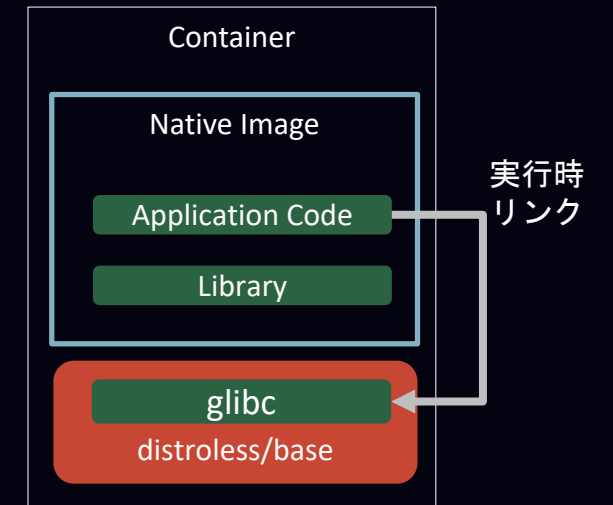 Container
Native Image
Application Code
Library
実行時
リンク
glibc
distroless/base